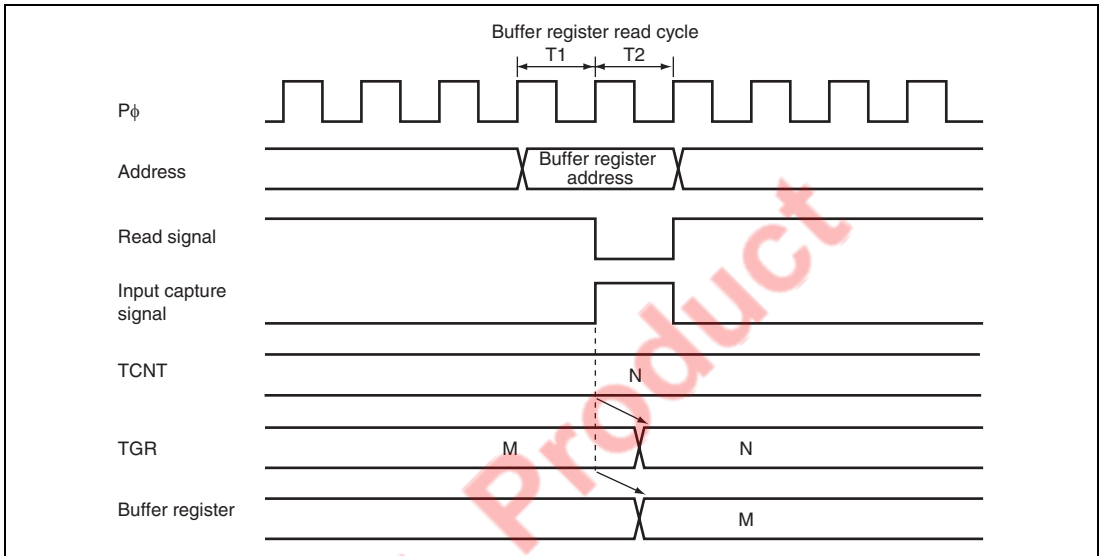 Buffer register read cycle
T1 T2
Pϕ
Address
Buffer register
address
Read signal
Input capture
signal
TCNT
N
TGR
M N
Buffer register
M
Product